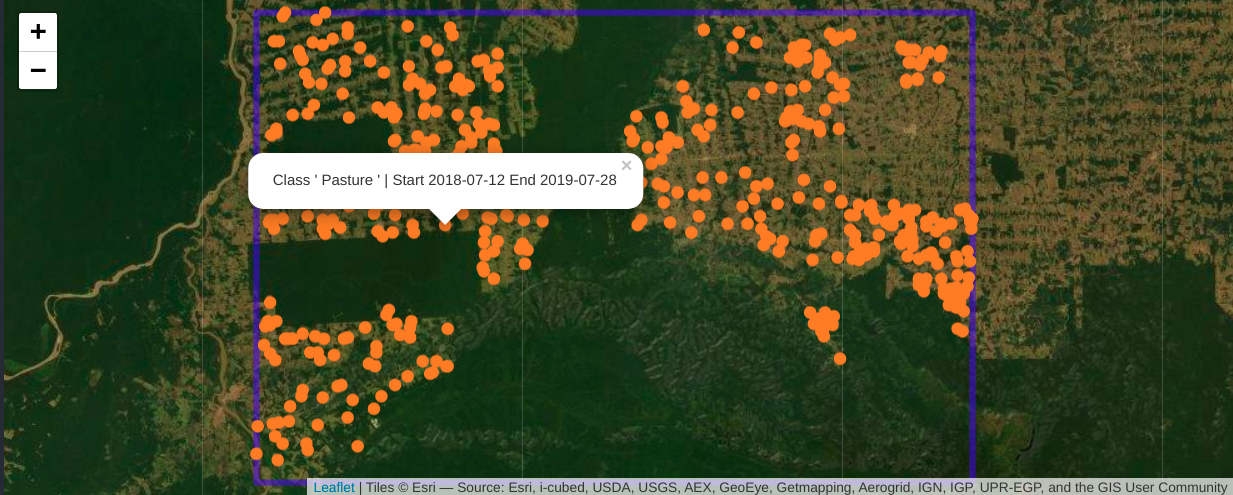 +
−
×
Class ' Pasture ' | Start 2018-07-12 End 2019-07-28
Leaflet | Tiles © Esri — Source: Esri, i-cubed, USDA, USGS, AEX, GeoEye, Getmapping, Aerogrid, IGN, IGP, UPR-EGP, and the GIS User Community